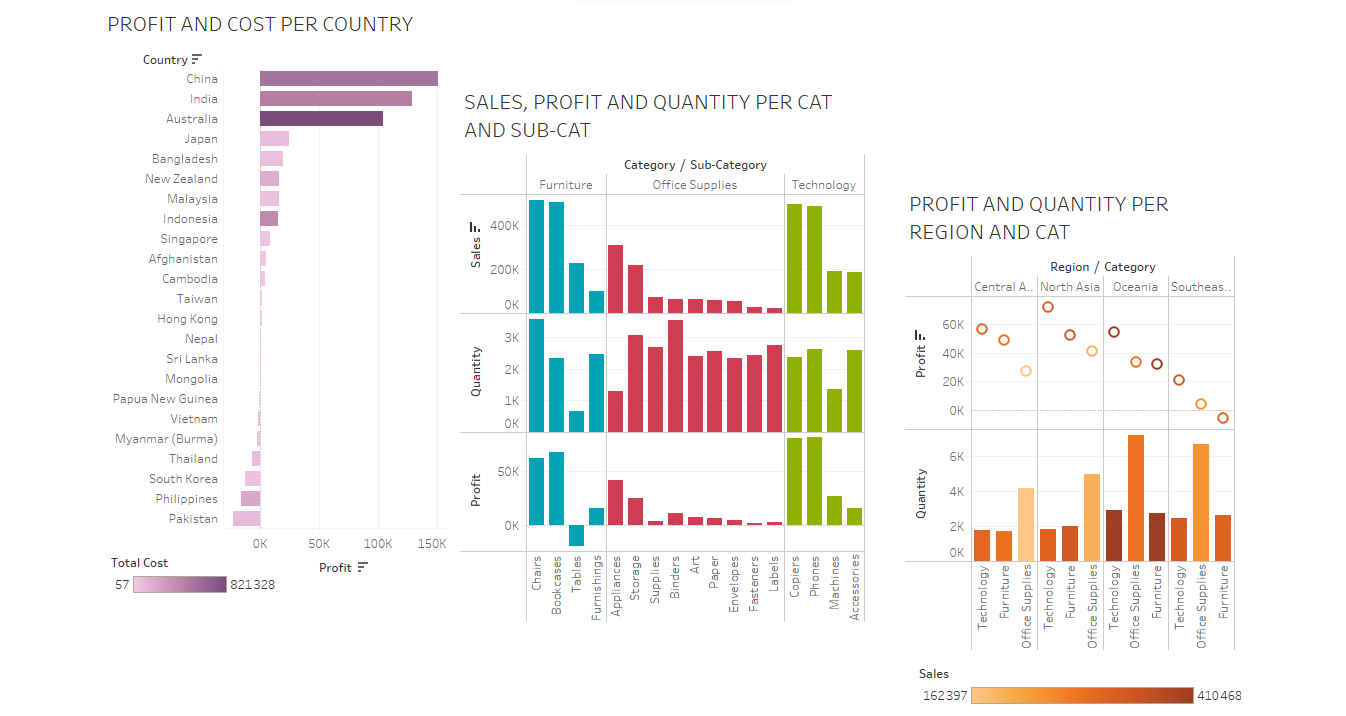 PROFIT AND COST PER COUNTRY
Country
China
India
Australia
Japan
Bangladesh
New Zealand
Malaysia
Indonesia
Singapore
Afghanistan
Cambodia
Taiwan
Hong Kong
Nepal
Sri Lanka
Mongolia
Papua New Guinea
Vietnam
Myanmar (Burma)
Thailand
South Korea
Philippines
Pakistan
0K 50K 100K 150K
Profit
Total Cost
57 821 328
SALES, PROFIT AND QUANTITY PER CAT
AND SUB-CAT
Category / Sub-Category
Furniture Office Supplies Technology
Sales
400K
200K
0K
Quantity
3K
2K
1K
0K
Profit
50K
0K
Chairs
Bookcases
Tables
Furnishings
Appliances
Storage
Supplies
Binders
Art
Paper
Envelopes
Fasteners
Labels
Copiers
Phones
Machines
Accessories
PROFIT AND QUANTITY PER
REGION AND CAT
Region / Category
Central A.. North Asia Oceania Southeas..
Profit
60K
40K
20K
0K
Quantity
6K
4K
2K
0K
Technology
Furniture
Office Supplies
Technology
Furniture
Office Supplies
Technology
Office Supplies
Furniture
Technology
Office Supplies
Furniture
Sales
162 397 410 468